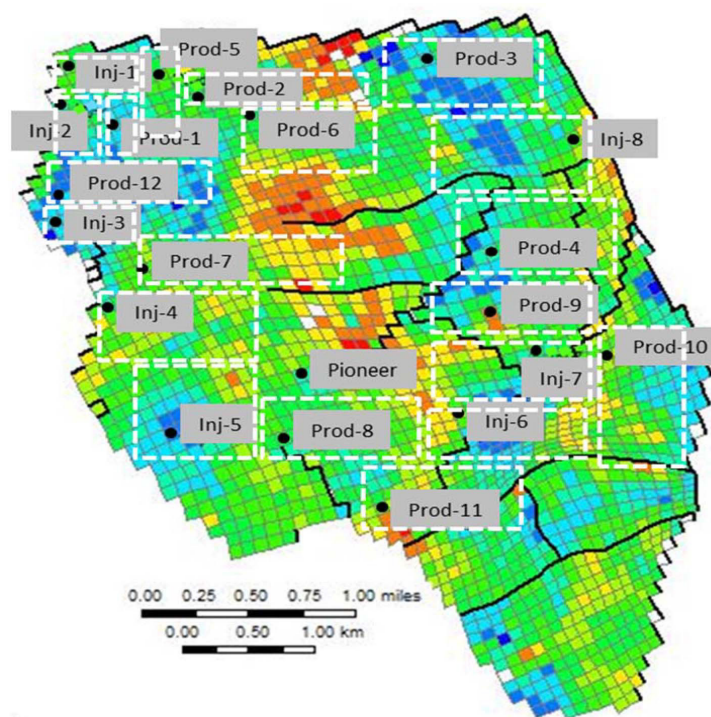 Prod-5
Inj-1
Prod-3
Prod-2
Inj-2
Prod-1
Prod-6
Inj-8
Prod-12
Inj-3
Prod-4
Prod-7
Inj-4
Prod-9
Prod-10
Pioneer
Inj-7
Inj-5
Prod-8
Inj-6
Prod-11
0.00 0.25 0.50 0.75 1.00 miles
0.00 0.50 1.00 km